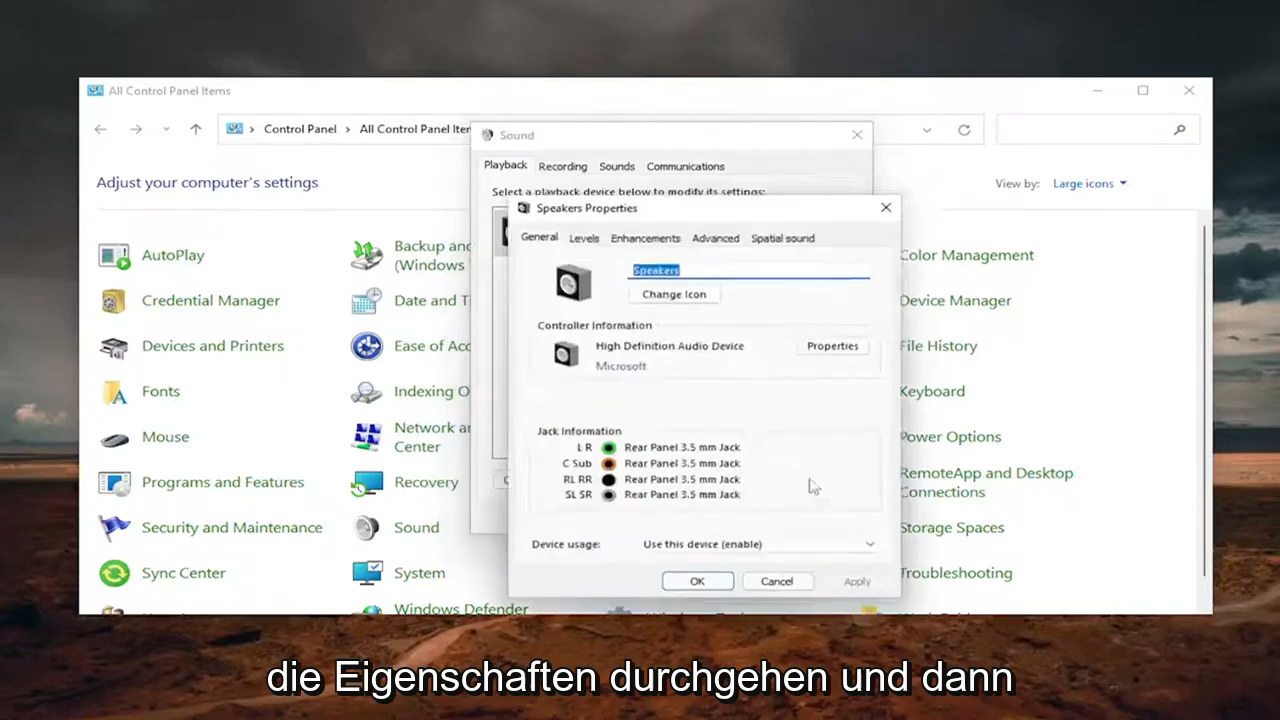 All Control Panel Items
Control Panel > All Control Panel Iten
Adjust your computer's settings
View by: Large icons
AutoPlay
Credential Manager
Devices and Printers
Fonts
Mouse
Programs and Features
Security and Maintenance
Sync Center
Backup and
(Windows
Date and T
Ease of Acc
Indexing O
Network an
Center
Recovery
Sound
System
Windows Defender
Color Management
Device Manager
File History
Keyboard
Power Options
RemoteApp and Desktop
Connections
Storage Spaces
Troubleshooting
Sound
Playback Recording Sounds Communications
Select a playback device below to modify its settings:
Speakers Properties
General Levels Enhancements Advanced Spatial sound
Speakers
Change Icon
Controller Information
High Definition Audio Device
Properties
Microsoft
Jack Information
L R Rear Panel 3.5 mm Jack
C Sub Rear Panel 3.5 mm Jack
RL RR Rear Panel 3.5 mm Jack
SL SR Rear Panel 3.5 mm Jack
Device usage: Use this device (enable)
OK Cancel Apply
die Eigenschaften durchgehen und dann